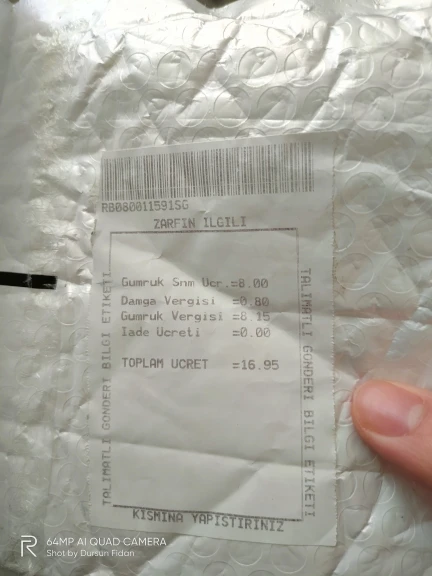 RB080011591SG
ZARFIN ILGILI
Gumruk Snm Ucr.=8.00
Damga Vergisi =0.80
Gumruk Vergisi =8.15
Iade Ucreti =0.00
TOPLAM UCRET =16.95
TALIMATLI GONDERI BILGI ETIKETI
TALIMATLI GONDERI BILGI ETIKETI
KISMINA YAPISTIRINIZ
64MP AI QUAD CAMERA
Shot by Dursun Fidan